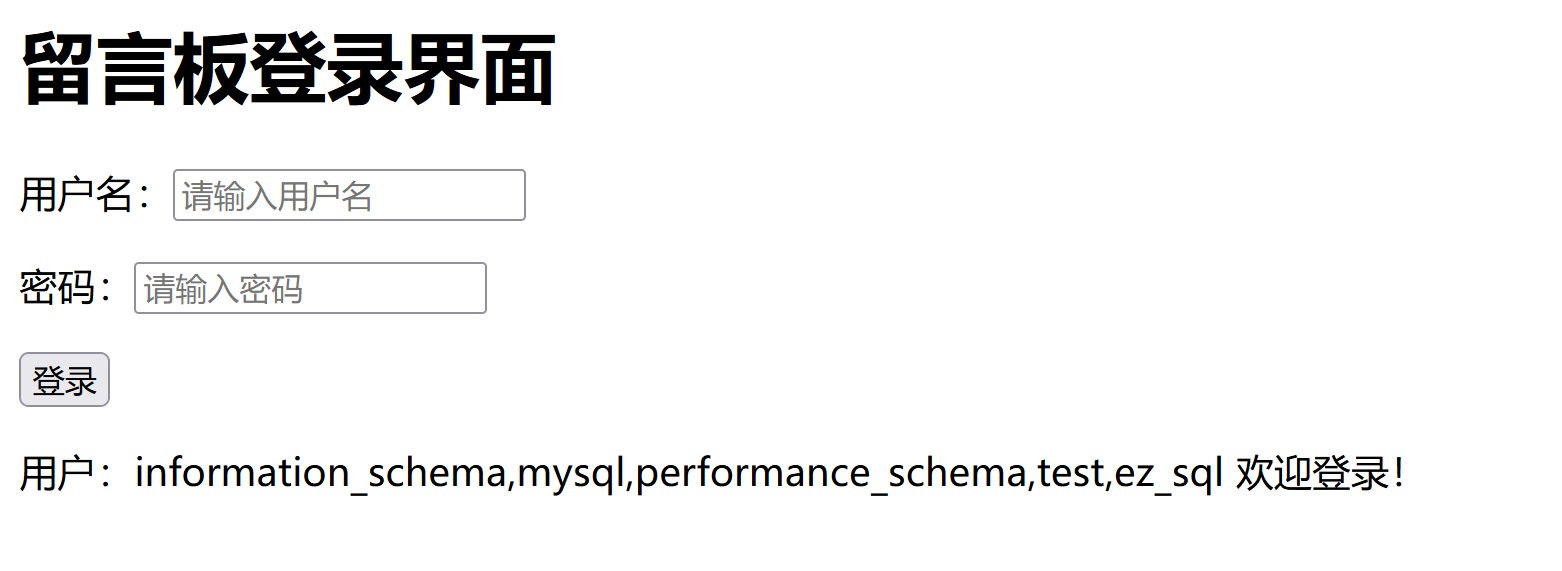 留言板登录界面
用户名：请输入用户名
密码：请输入密码
登录
用户：information_schema,mysql,performance_schema,test,ez_sql 欢迎登录！